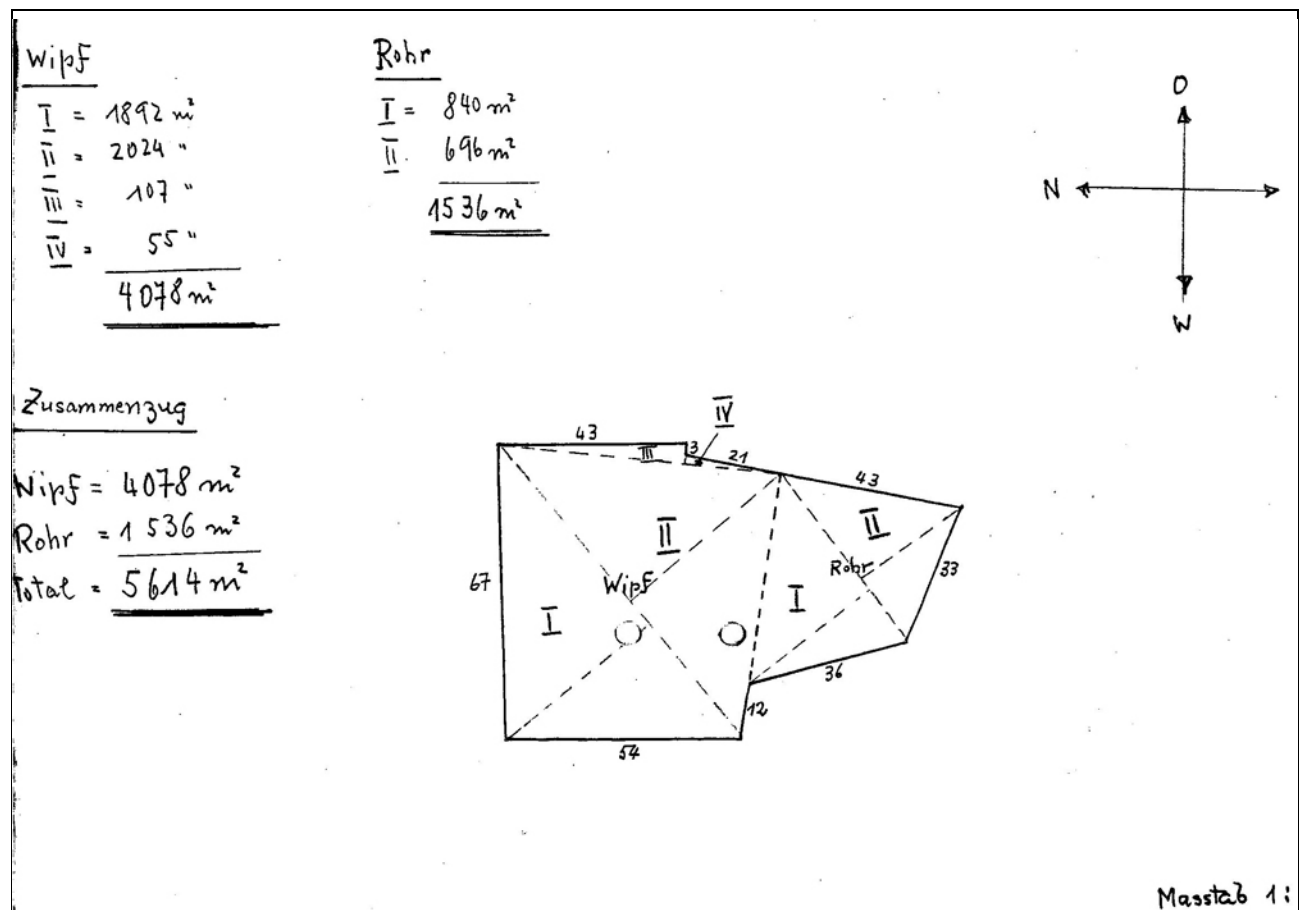 Wipf
I = 1892 m²
II = 2024 "
III = 107 "
IV = 55 "
4078 m²
Rohr
I = 840 m²
II. 696 m²
1536 m²
O
N
W
Zusammenzug
Wipf = 4078 m²
Rohr = 1536 m²
Total = 5614 m²
IV
43
III
3
21
43
II
II
67
Wipf
Rohr
33
I
I
36
12
54
Masstab 1: